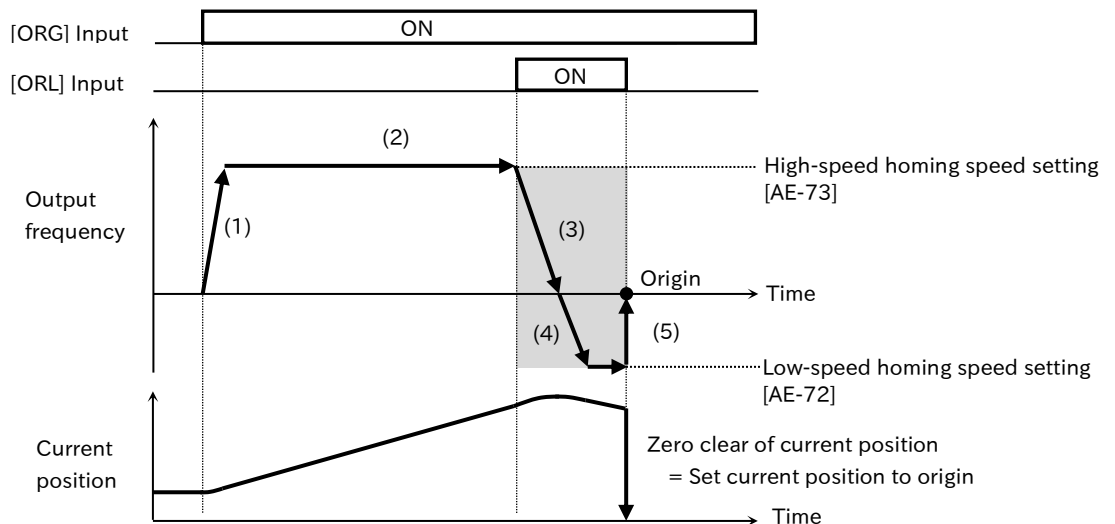 [ORG] Input
ON
[ORL] Input
ON
(2)
High-speed homing speed setting
[AE-73]
Output
frequency
(1)
(3)
Origin
Time
(4)
(5)
Low-speed homing speed setting
[AE-72]
Current
position
Zero clear of current position
= Set current position to origin
Time